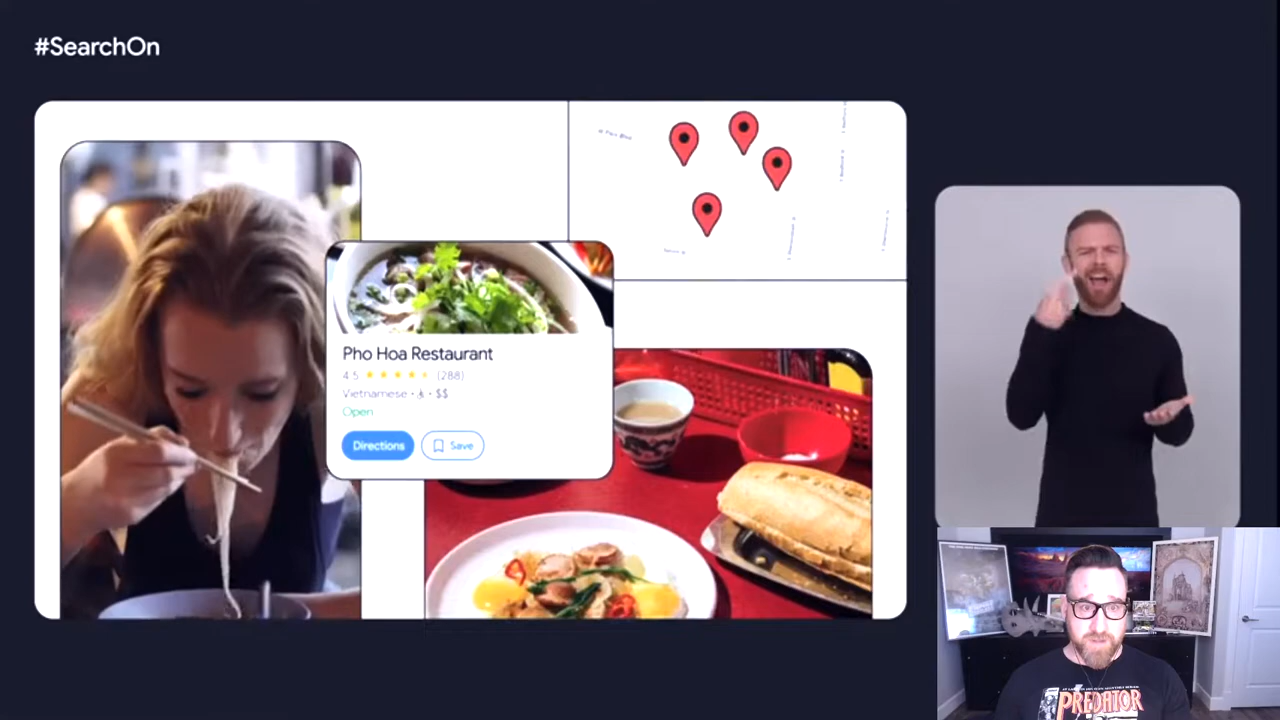 #SearchOn
Pho Hoa Restaurant
4.5 ★★★★★ (288)
Vietnamese • ♿ • $$
Open
Directions
Save
PREDATOR